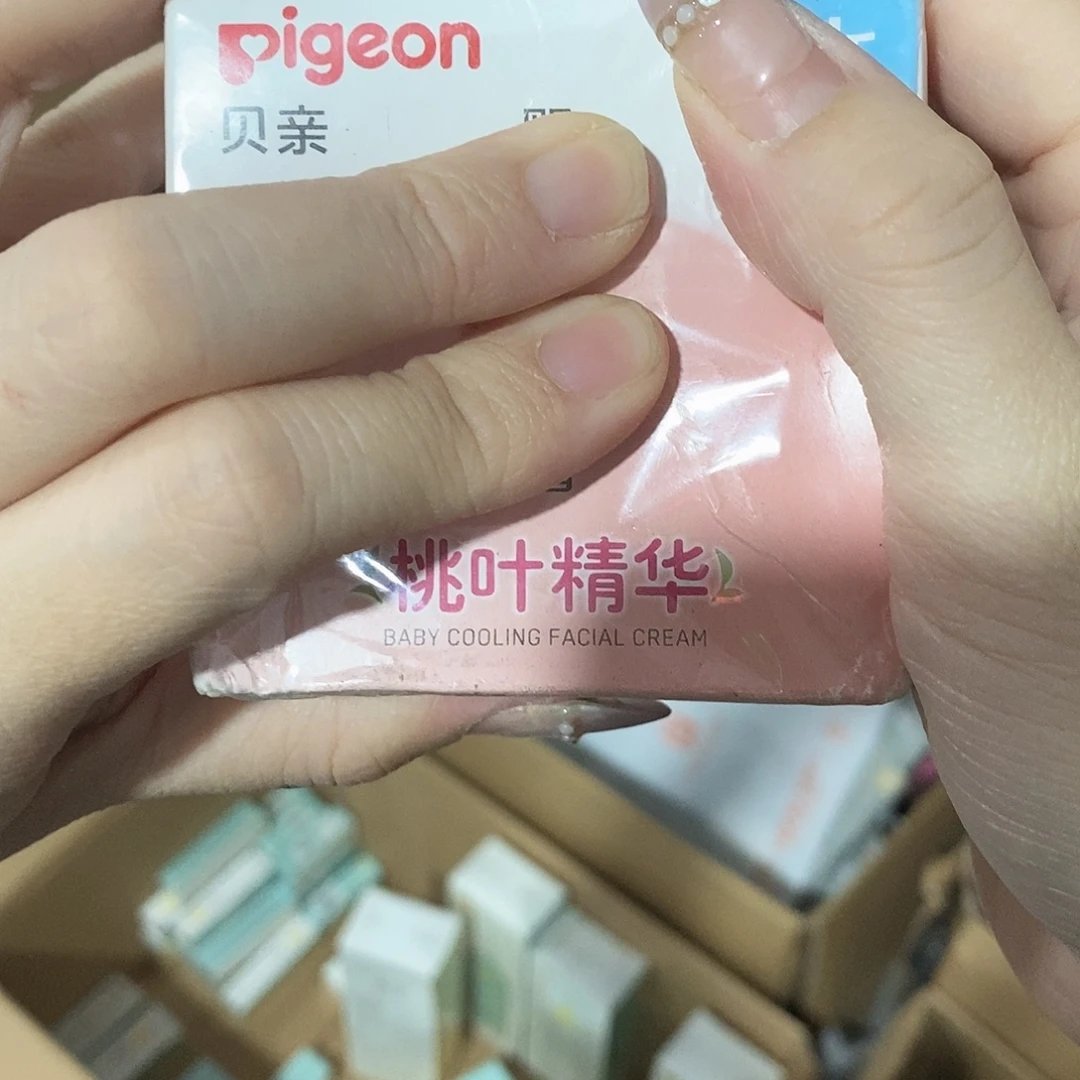 pigeon
贝亲
桃叶精华
BABY COOLING FACIAL CREAM